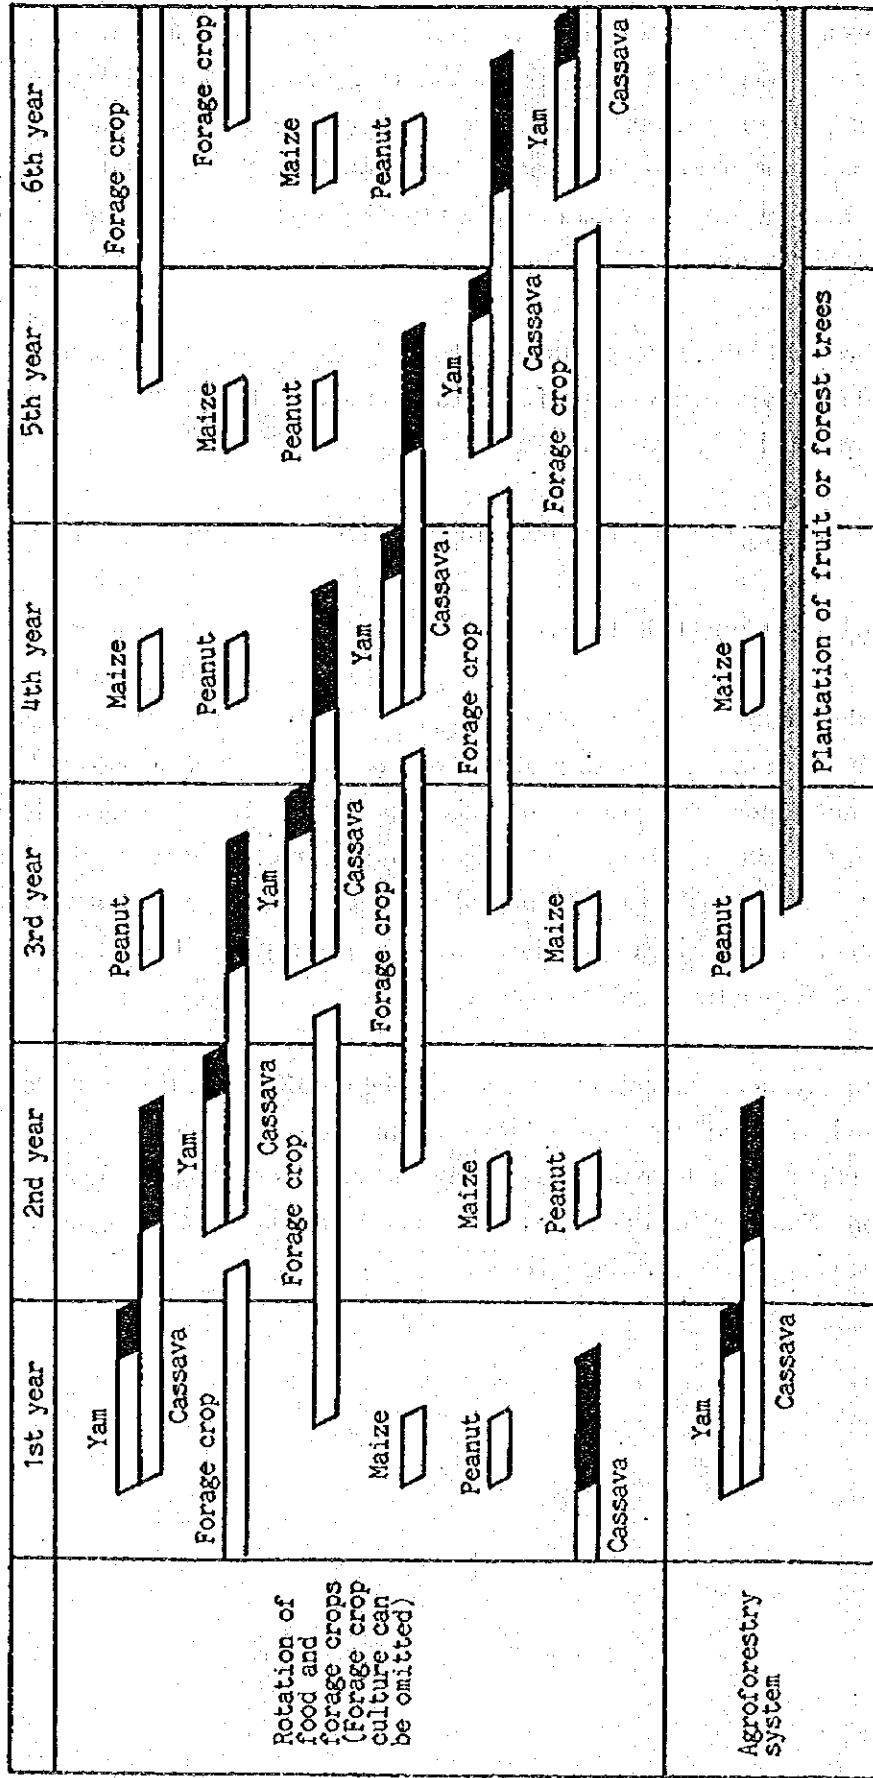 1st year
2nd year
3rd year
4th year
5th year
6th year
Rotation of
food and
forage crops
(Forage crop
culture can
be omitted)
Yam
Cassava
Peanut
Maize
Forage crop
Forage crop
Yam
Cassava
Peanut
Maize
Forage crop
Forage crop
Yam
Cassava
Peanut
Maize
Maize
Forage crop
Yam
Cassava.
Peanut
Peanut
Maize
Forage crop
Yam
Cassava
Cassava
Peanut
Maize
Forage crop
Yam
Cassava
Agroforestry
system
Yam
Cassava
Peanut
Maize
Plantation of fruit or forest trees